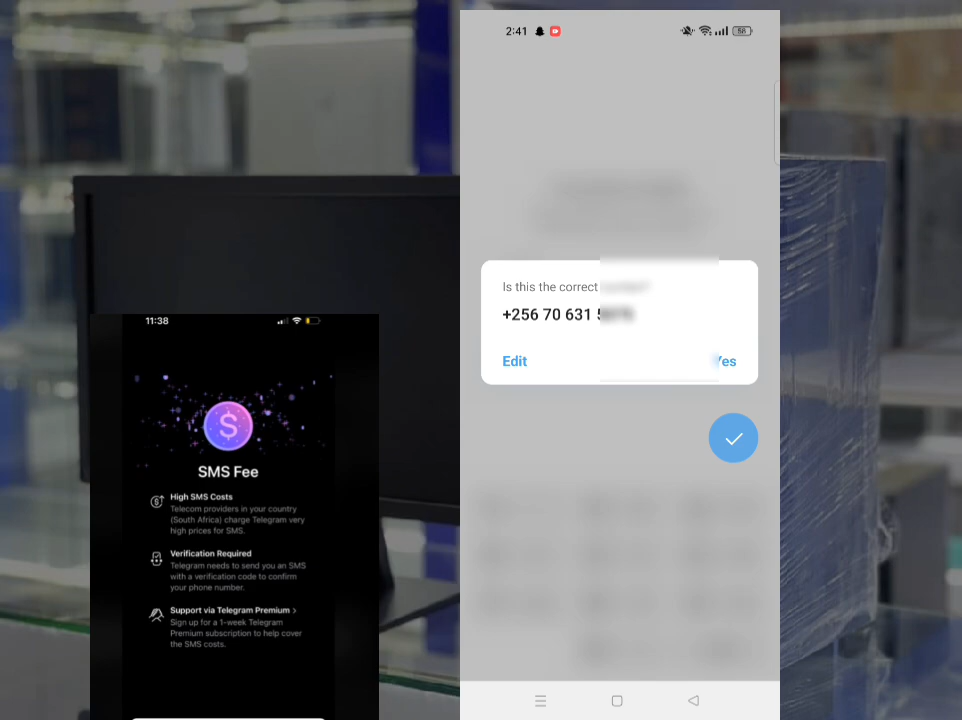 2:41
58
Is this the correct
+256 70 631
Edit
Yes
11:38
SMS Fee
High SMS Costs
Telecom providers in your country
(South Africa) charge Telegram very
high prices for SMS.
Verification Required
Telegram needs to send you an SMS
with a verification code to confirm
your phone number.
Support via Telegram Premium >
Sign up for a 1-week Telegram
Premium subscription to help cover
the SMS costs.